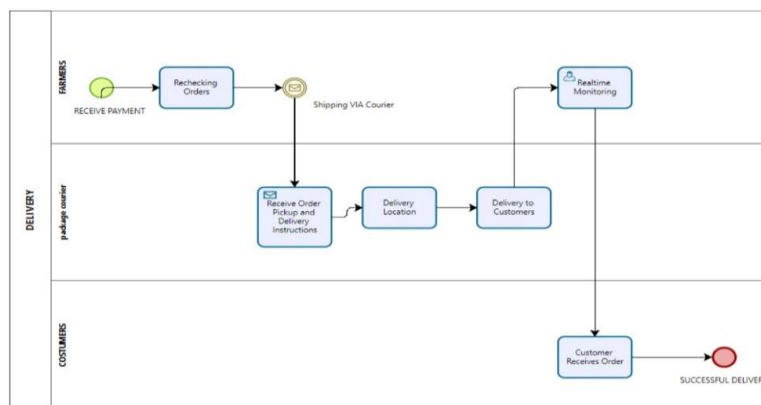 DELIVERY
FARMERS
RECEIVE PAYMENT
Rechecking
Orders
Shipping VIA Courier
Realtime
Monitoring
package courier
Receive Order
Pickup and
Delivery
Instructions
Delivery
Location
Delivery to
Customers
COSTUMERS
Customer
Receives Order
SUCCESSFUL DELIVER